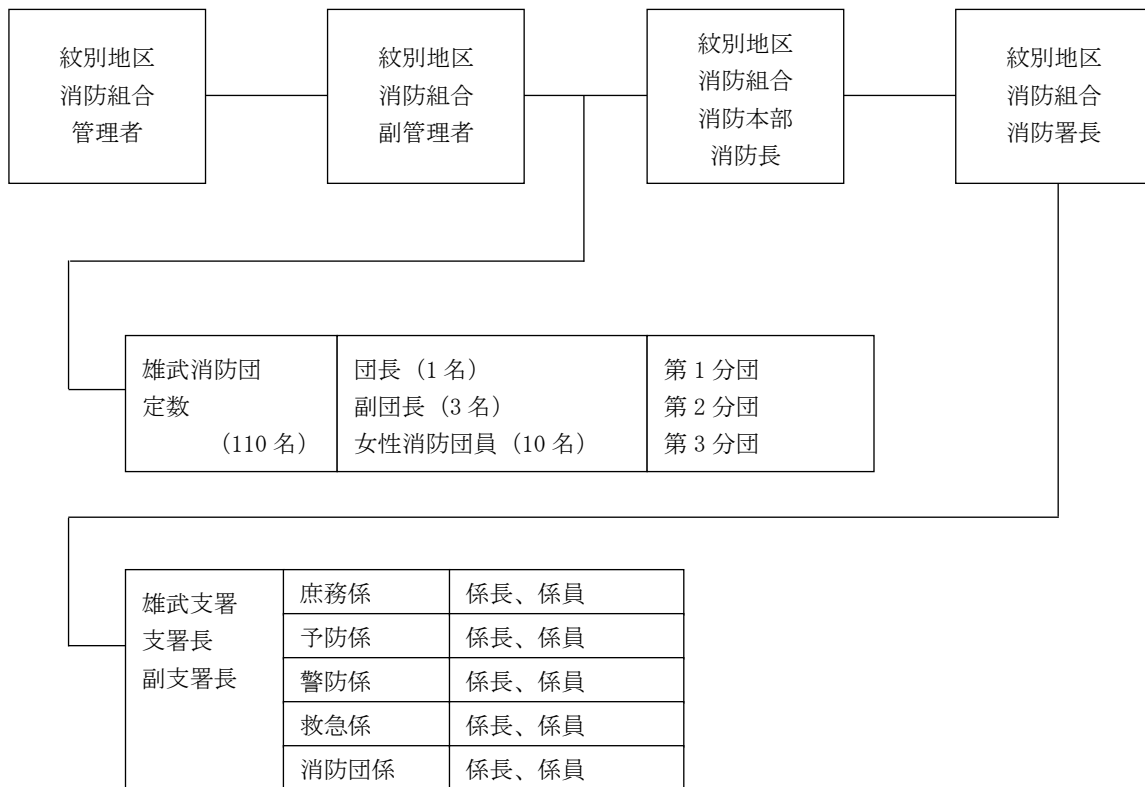 紋別地区
消防組合
管理者
紋別地区
消防組合
副管理者
紋別地区
消防組合
消防本部
消防長
紋別地区
消防組合
消防署長
雄武消防団
定数
（110 名）
団長（1 名）
副団長（3 名）
女性消防団員（10 名）
第 1 分団
第 2 分団
第 3 分団
雄武支署
支署長
副支署長
庶務係
係長、係員
予防係
係長、係員
警防係
係長、係員
救急係
係長、係員
消防団係
係長、係員